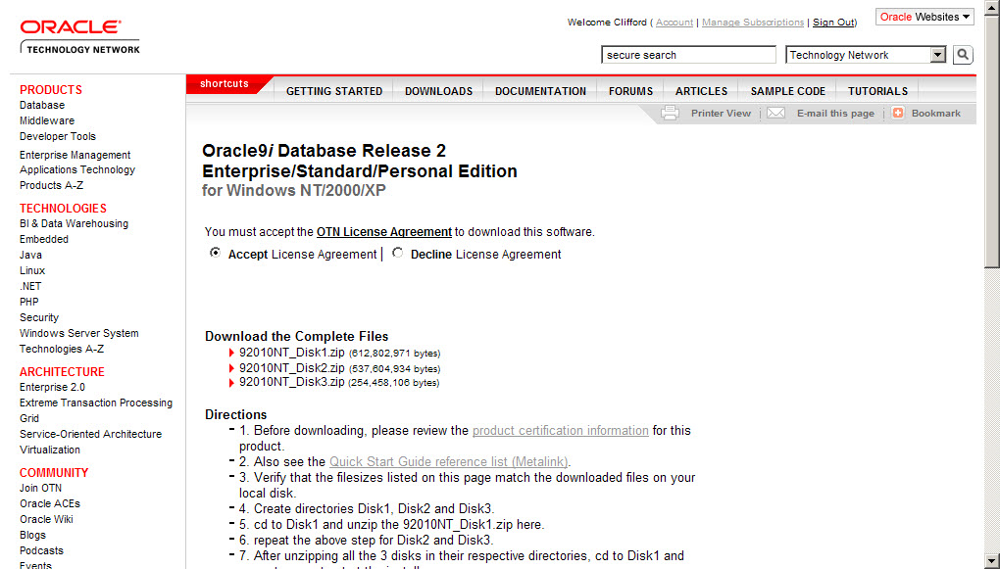 ORACLE
TECHNOLOGY NETWORK
Welcome Clifford ( Account | Manage Subscriptions | Sign Out)
Oracle Websites
secure search
Technology Network
shortcuts
GETTING STARTED DOWNLOADS DOCUMENTATION FORUMS ARTICLES SAMPLE CODE TUTORIALS
Printer View E-mail this page Bookmark
PRODUCTS
Database
Middleware
Developer Tools
Enterprise Management
Applications Technology
Products A-Z
TECHNOLOGIES
BI & Data Warehousing
Embedded
Java
Linux
.NET
PHP
Security
Windows Server System
Technologies A-Z
ARCHITECTURE
Enterprise 2.0
Extreme Transaction Processing
Grid
Service-Oriented Architecture
Virtualization
COMMUNITY
Join OTN
Oracle ACEs
Oracle Wiki
Blogs
Podcasts
Events
Oracle9i Database Release 2
Enterprise/Standard/Personal Edition
for Windows NT/2000/XP
You must accept the OTN License Agreement to download this software.
Accept License Agreement | Decline License Agreement
Download the Complete Files
92010NT_Disk1.zip (612,802,971 bytes)
92010NT_Disk2.zip (537,604,934 bytes)
92010NT_Disk3.zip (254,458,106 bytes)
Directions
- 1. Before downloading, please review the product certification information for this
product.
- 2. Also see the Quick Start Guide reference list (Metalink).
- 3. Verify that the filesizes listed on this page match the downloaded files on your
local disk.
- 4. Create directories Disk1, Disk2 and Disk3.
- 5. cd to Disk1 and unzip the 92010NT_Disk1.zip here.
- 6. repeat the above step for Disk2 and Disk3.
- 7. After unzipping all the 3 disks in their respective directories, cd to Disk1 and